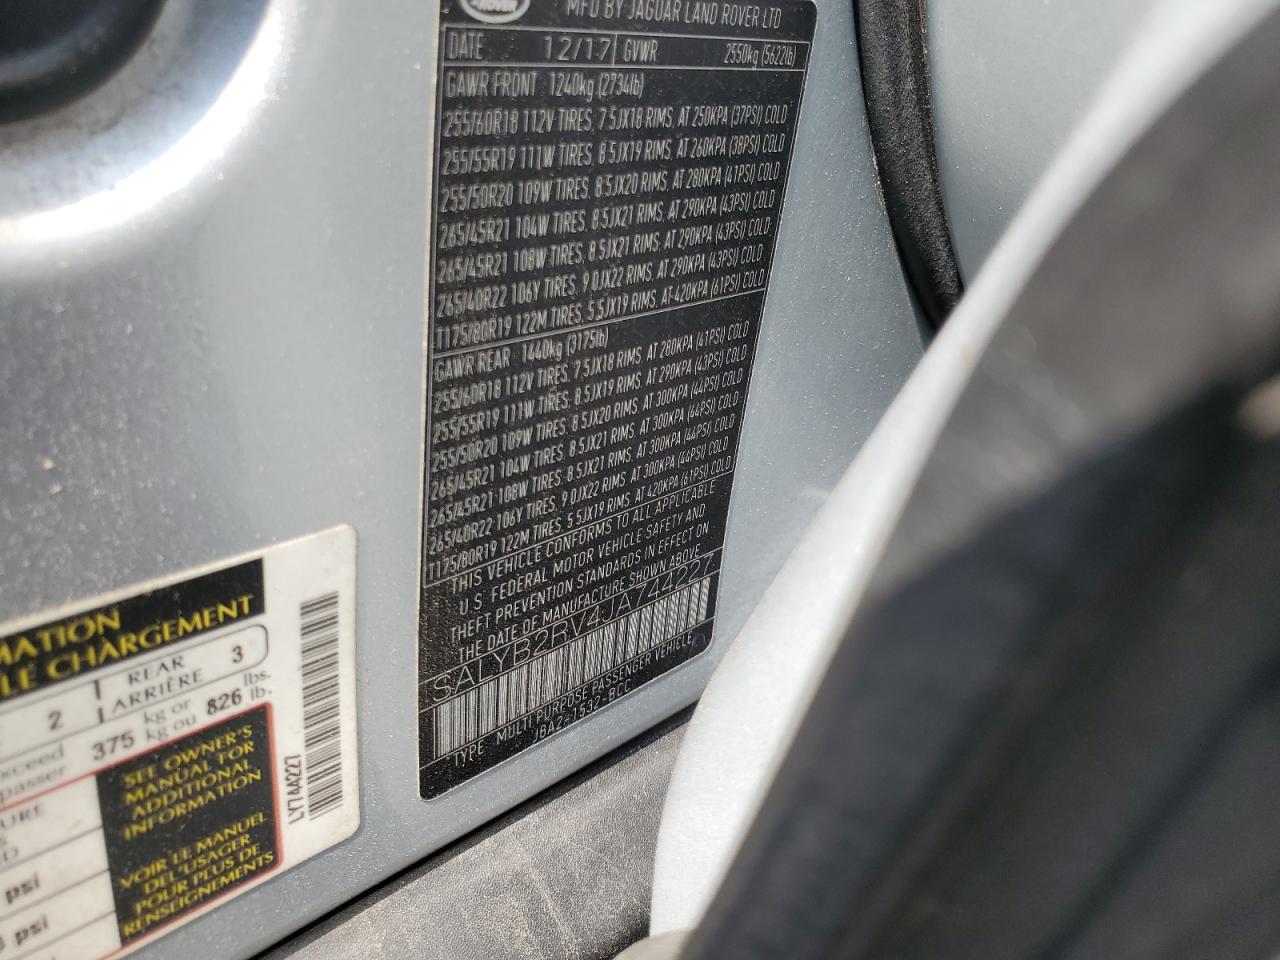 ROVER
MFD BY JAGUAR LAND ROVER LTD
DATE 12/17 GVWR 2550kg (5622lb)
GAWR FRONT 1240kg (2734lb)
255/60R18 112V TIRES, 7.5JX18 RIMS, AT 250KPA (37PSI) COLD
255/55R19 111W TIRES, 8.5JX19 RIMS, AT 260KPA (38PSI) COLD
255/50R20 109W TIRES, 8.5JX20 RIMS, AT 280KPA (41PSI) COLD
265/45R21 104W TIRES, 8.5JX21 RIMS, AT 290KPA (43PSI) COLD
265/45R21 108W TIRES, 8.5JX21 RIMS, AT 290KPA (43PSI) COLD
265/40R22 106Y TIRES, 9.0JX22 RIMS, AT 290KPA (43PSI) COLD
T175/80R19 122M TIRES, 5.5JX19 RIMS, AT 420KPA (61PSI) COLD
GAWR REAR 1440kg (3175lb)
255/60R18 112V TIRES, 7.5JX18 RIMS, AT 280KPA (41PSI) COLD
255/55R19 111W TIRES, 8.5JX19 RIMS, AT 290KPA (43PSI) COLD
255/50R20 109W TIRES, 8.5JX20 RIMS, AT 300KPA (44PSI) COLD
265/45R21 104W TIRES, 8.5JX21 RIMS, AT 300KPA (44PSI) COLD
265/45R21 108W TIRES, 8.5JX21 RIMS, AT 300KPA (44PSI) COLD
265/40R22 106Y TIRES, 9.0JX22 RIMS, AT 300KPA (44PSI) COLD
T175/80R19 122M TIRES, 5.5JX19 RIMS, AT 420KPA (61PSI) COLD
THIS VEHICLE CONFORMS TO ALL APPLICABLE
U.S. FEDERAL MOTOR VEHICLE SAFETY AND
THEFT PREVENTION STANDARDS IN EFFECT ON
THE DATE OF MANUFACTURE SHOWN ABOVE
SALYB2RV4JA744227
TYPE: MULTI PURPOSE PASSENGER VEHICLE
JBA2-1532-BCC
MATION
LE CHARGEMENT
2 REAR ARRIÈRE 3
xceed
passer 375 kg or kg ou 826 lbs. lb.
SEE OWNER'S
MANUAL FOR
ADDITIONAL
INFORMATION
VOIR LE MANUEL
DE L'USAGER
POUR PLUS DE
RENSEIGNEMENTS
URE
psi
psi
LY744227